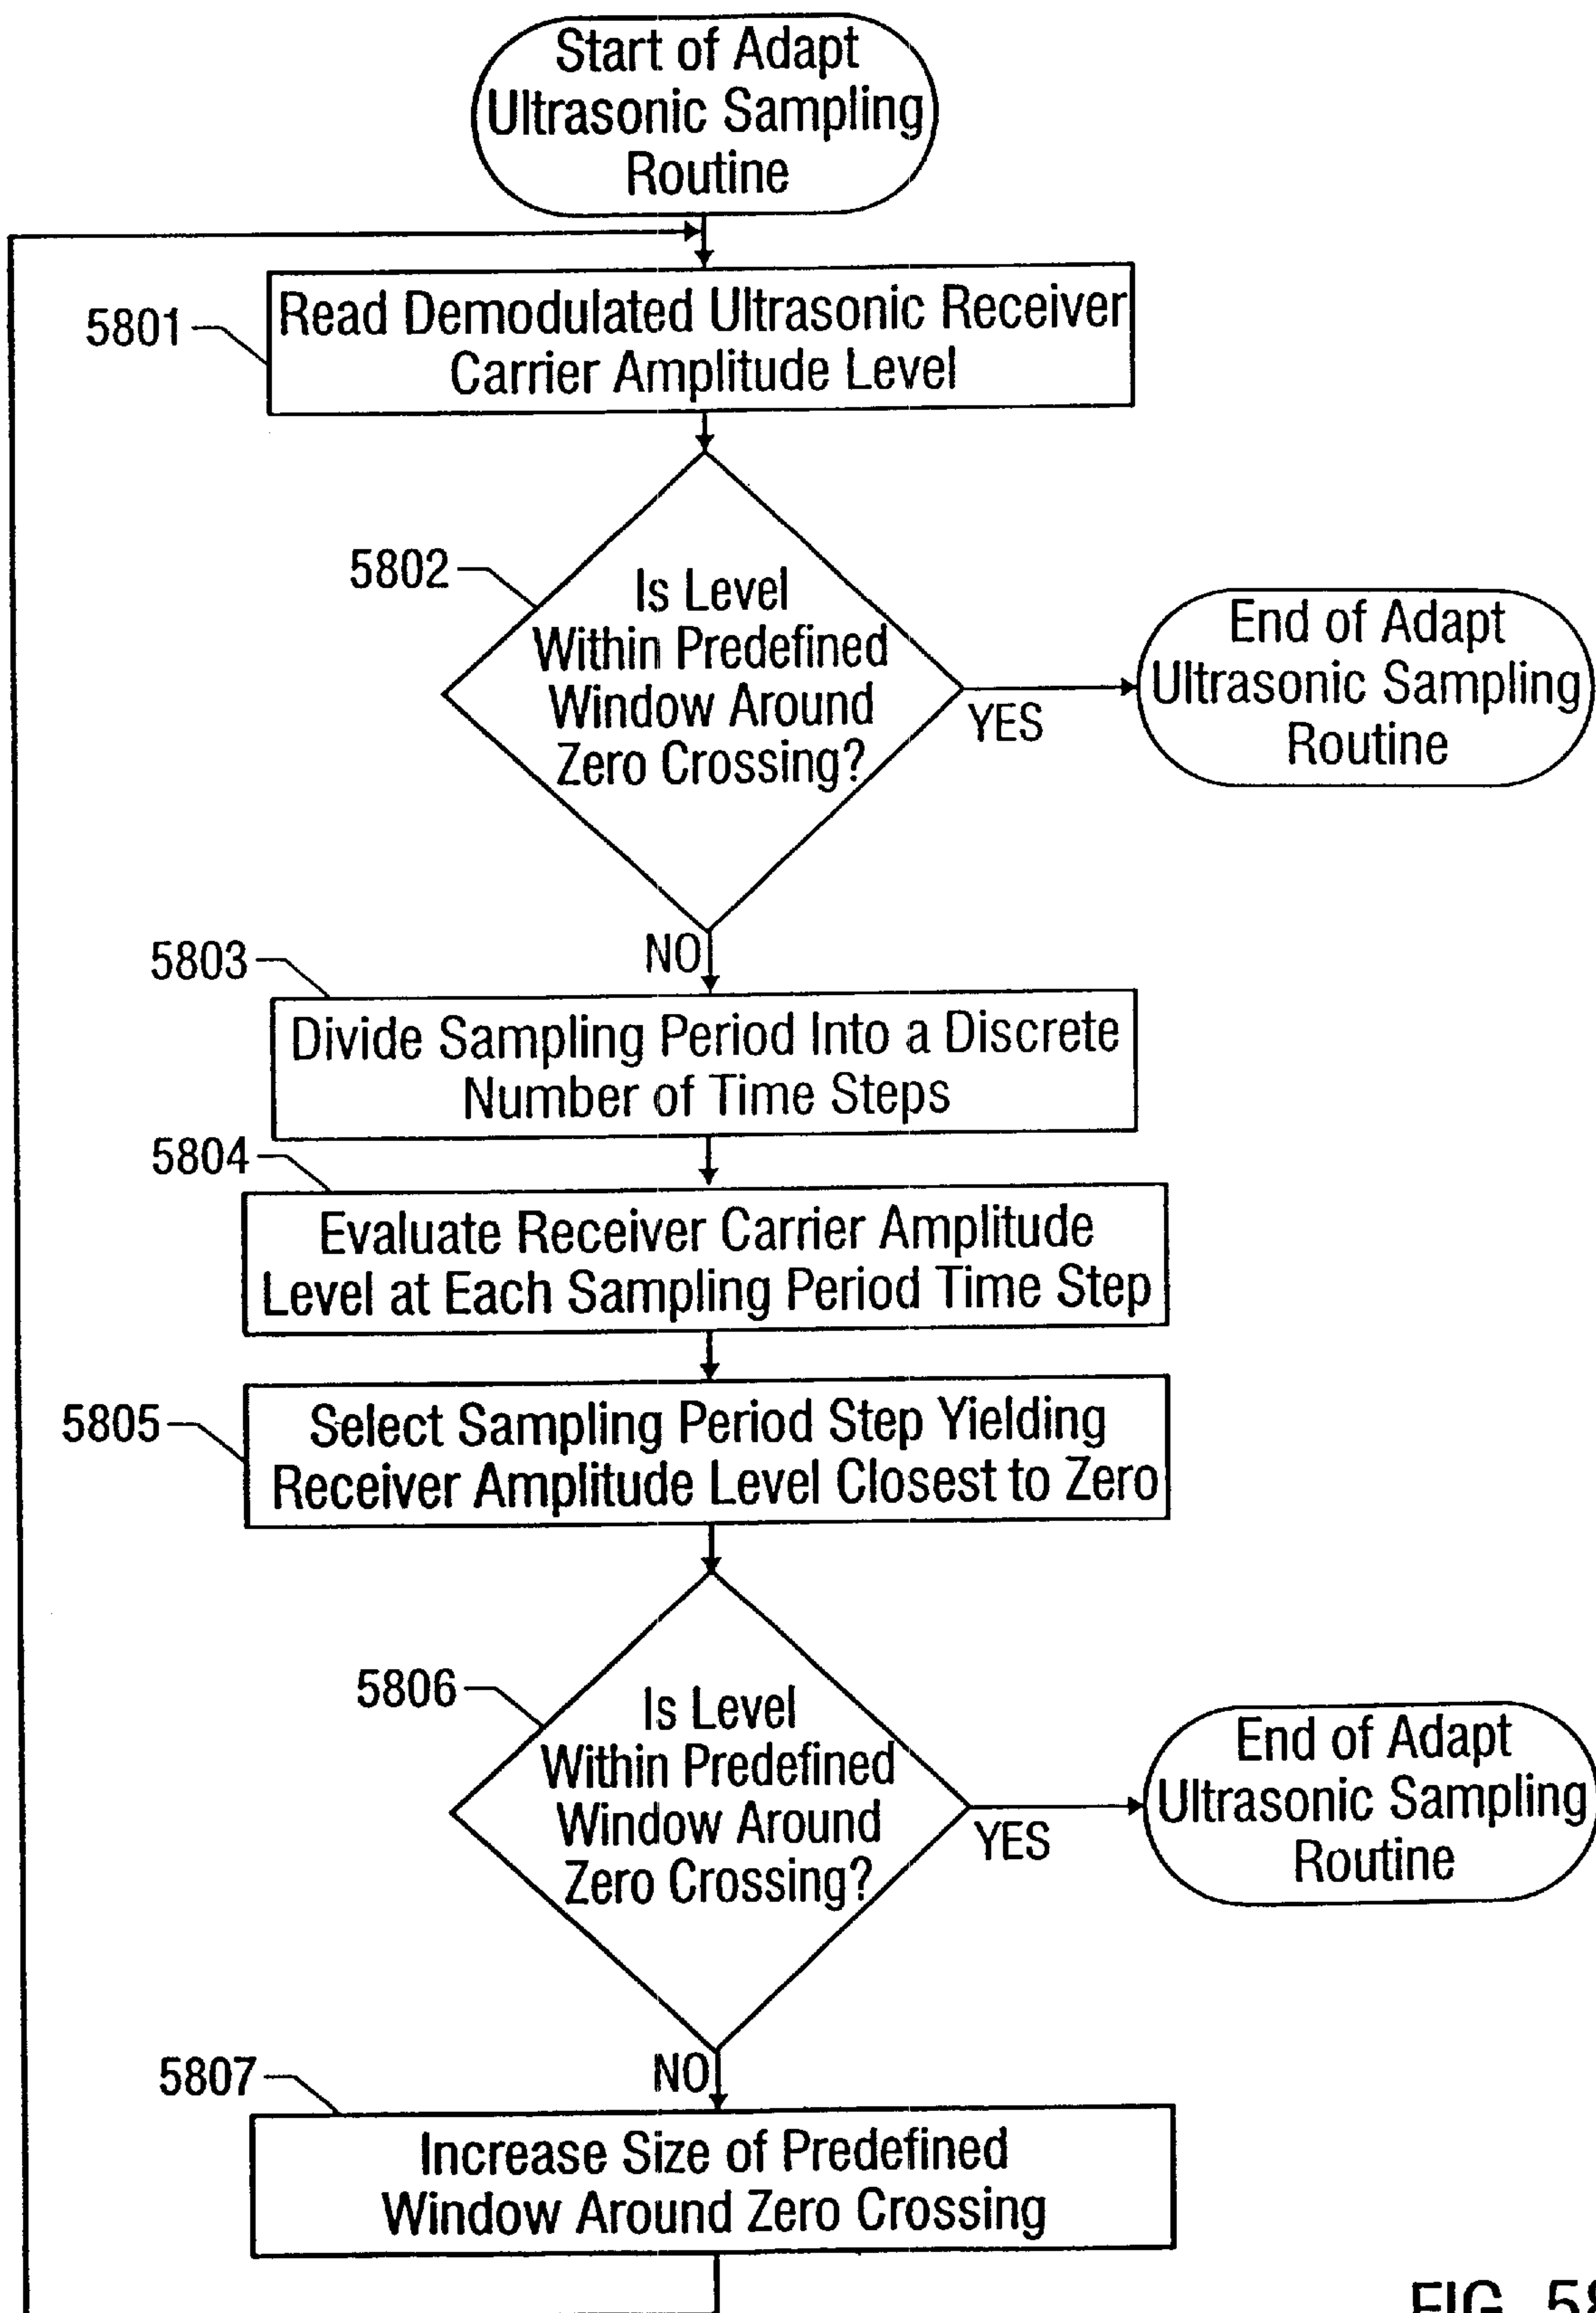 Start of Adapt
Ultrasonic Sampling
Routine
5801
Read Demodulated Ultrasonic Receiver
Carrier Amplitude Level
5802
Is Level
Within Predefined
Window Around
Zero Crossing?
YES
End of Adapt
Ultrasonic Sampling
Routine
NO
5803
Divide Sampling Period Into a Discrete
Number of Time Steps
5804
Evaluate Receiver Carrier Amplitude
Level at Each Sampling Period Time Step
5805
Select Sampling Period Step Yielding
Receiver Amplitude Level Closest to Zero
5806
Is Level
Within Predefined
Window Around
Zero Crossing?
YES
End of Adapt
Ultrasonic Sampling
Routine
NO
5807
Increase Size of Predefined
Window Around Zero Crossing
FIG. 58